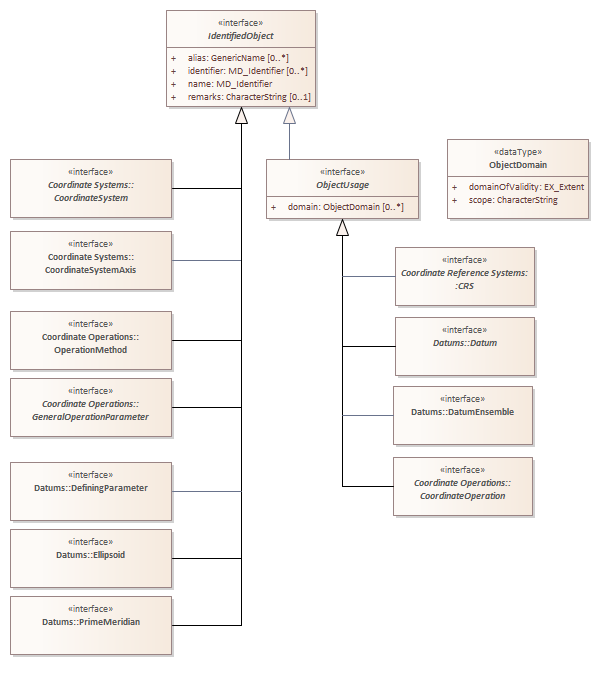 «interface»
IdentifiedObject
+ alias: GenericName [0..*]
+ identifier: MD_Identifier [0..*]
+ name: MD_Identifier
+ remarks: CharacterString [0..1]
«interface»
Coordinate Systems::
CoordinateSystem
«interface»
ObjectUsage
+ domain: ObjectDomain [0..*]
«dataType»
ObjectDomain
+ domainOfValidity: EX_Extent
+ scope: CharacterString
«interface»
Coordinate Systems::
CoordinateSystemAxis
«interface»
Coordinate Reference Systems:
:CRS
«interface»
Coordinate Operations::
OperationMethod
«interface»
Datums::Datum
«interface»
Coordinate Operations::
GeneralOperationParameter
«interface»
Datums::DatumEnsemble
«interface»
Datums::DefiningParameter
«interface»
Coordinate Operations::
CoordinateOperation
«interface»
Datums::Ellipsoid
«interface»
Datums::PrimeMeridian